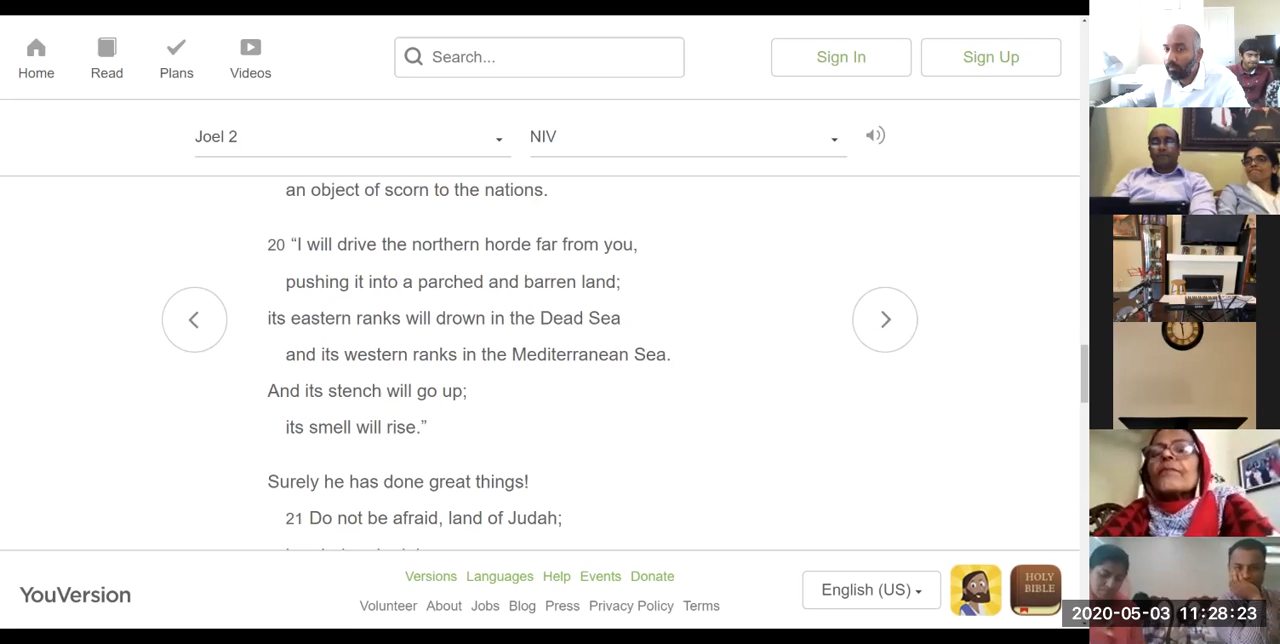 Home
Read
Plans
Videos
Search...
Sign In
Sign Up
Joel 2
NIV
an object of scorn to the nations.
20 “I will drive the northern horde far from you,
pushing it into a parched and barren land;
its eastern ranks will drown in the Dead Sea
and its western ranks in the Mediterranean Sea.
And its stench will go up;
its smell will rise.”
Surely he has done great things!
21 Do not be afraid, land of Judah;
YouVersion
Versions Languages Help Events Donate
Volunteer About Jobs Blog Press Privacy Policy Terms
English (US)
HOLY
BIBLE
2020-05-03 11:28:23